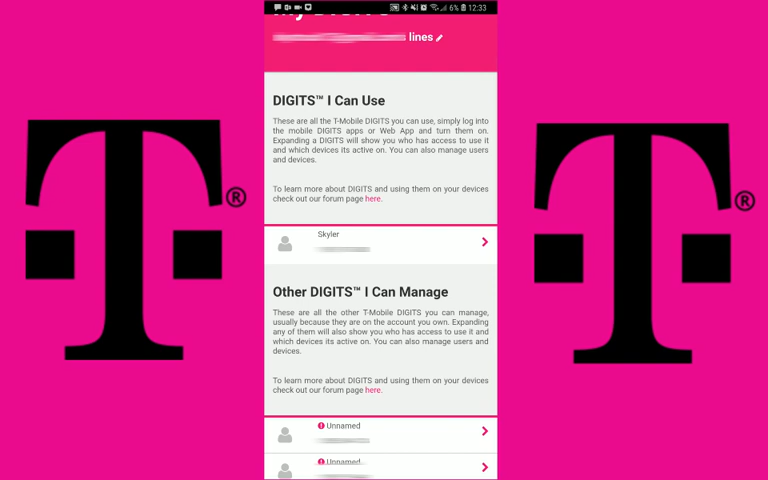 6% 12:33
lines
DIGITS™ I Can Use
These are all the T-Mobile DIGITS you can use, simply log into
the mobile DIGITS apps or Web App and turn them on.
Expanding a DIGITS will show you who has access to use it
and which devices its active on. You can also manage users
and devices.
To learn more about DIGITS and using them on your devices
check out our forum page here.
Skyler
Other DIGITS™ I Can Manage
These are all the other T-Mobile DIGITS you can manage,
usually because they are on the account you own. Expanding
any of them will also show you who has access to use it and
which devices its active on. You can also manage users and
devices.
To learn more about DIGITS and using them on your devices
check out our forum page here.
Unnamed
Unnamed
T®
T®